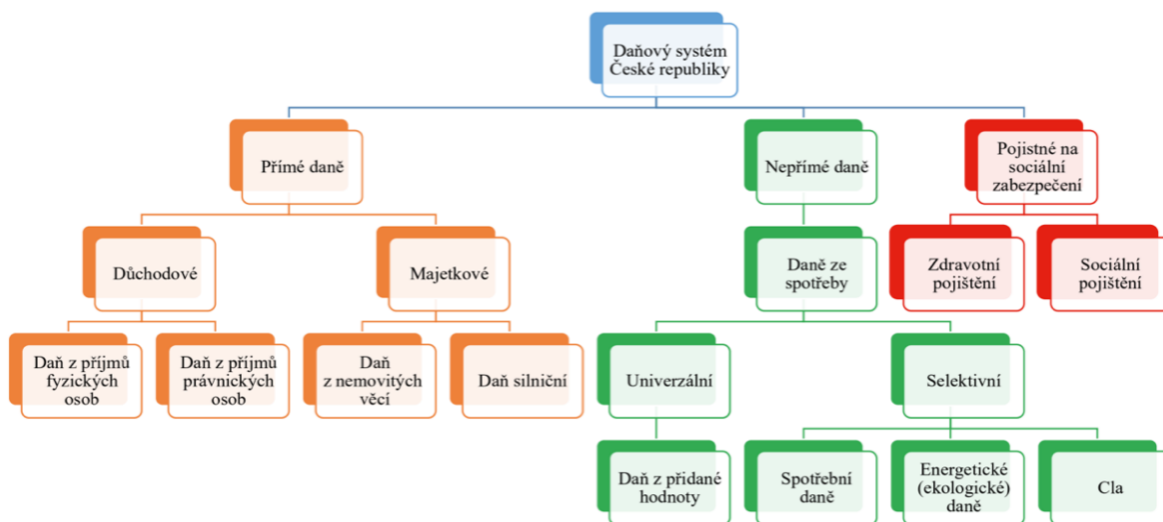 Daňový systém
České republiky
Přímé daně
Nepřímé daně
Pojistné na
sociální
zabezpečení
Důchodové
Majetkové
Daně ze
spotřeby
Zdravotní
pojištění
Sociální
pojištění
Daň z příjmů
fyzických
osob
Daň z příjmů
právnických
osob
Daň
z nemovitých
věcí
Daň silniční
Univerzální
Selektivní
Daň z přidané
hodnoty
Spotřební
daně
Energetické
(ekologické)
daně
Cla